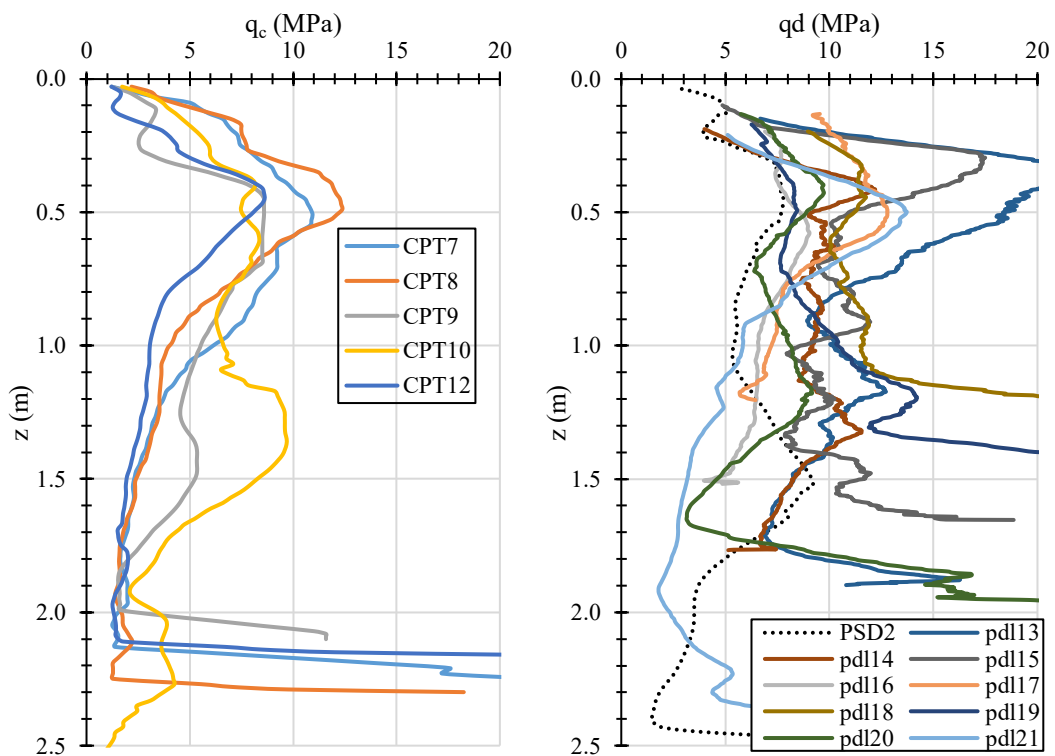 q_c (MPa)
0 5 10 15 20
0.0
0.5
1.0
1.5
2.0
2.5
z (m)
CPT7
CPT8
CPT9
CPT10
CPT12
qd (MPa)
0 5 10 15 20
0.0
0.5
1.0
1.5
2.0
2.5
z (m)
PSD2 pdl13
pdl14 pdl15
pdl16 pdl17
pdl18 pdl19
pdl20 pdl21